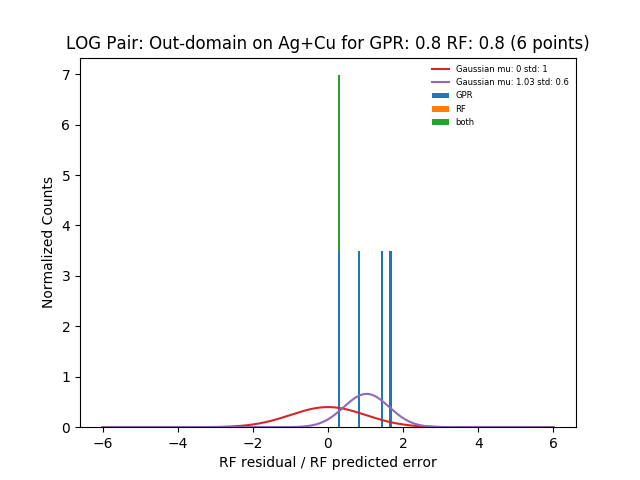 LOG Pair: Out-domain on Ag+Cu for GPR: 0.8 RF: 0.8 (6 points)
Gaussian mu: 0 std: 1
Gaussian mu: 1.03 std: 0.6
GPR
RF
both
Normalized Counts
7
6
5
4
3
2
1
0
−6 −4 −2 0 2 4 6
RF residual / RF predicted error